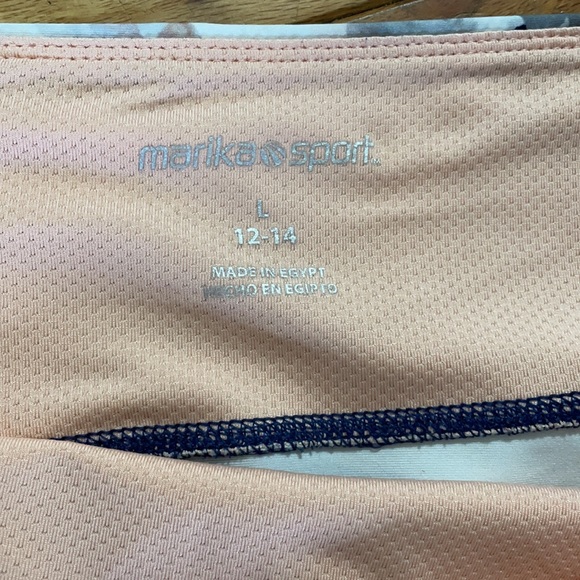 marika sport.
L
12-14
MADE IN EGYPT
HECHO EN EGIPTO